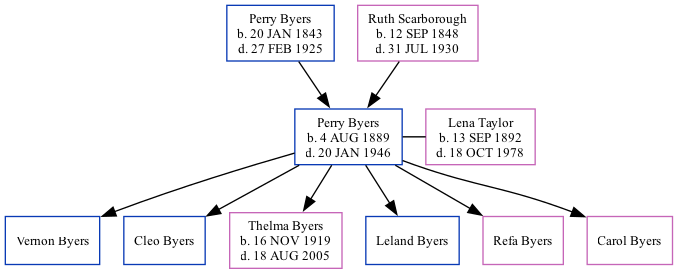 Perry Byers
b. 20 JAN 1843
d. 27 FEB 1925
Ruth Scarborough
b. 12 SEP 1848
d. 31 JUL 1930
Perry Byers
b. 4 AUG 1889
d. 20 JAN 1946
Lena Taylor
b. 13 SEP 1892
d. 18 OCT 1978
Vernon Byers
Cleo Byers
Thelma Byers
b. 16 NOV 1919
d. 18 AUG 2005
Leland Byers
Refa Byers
Carol Byers